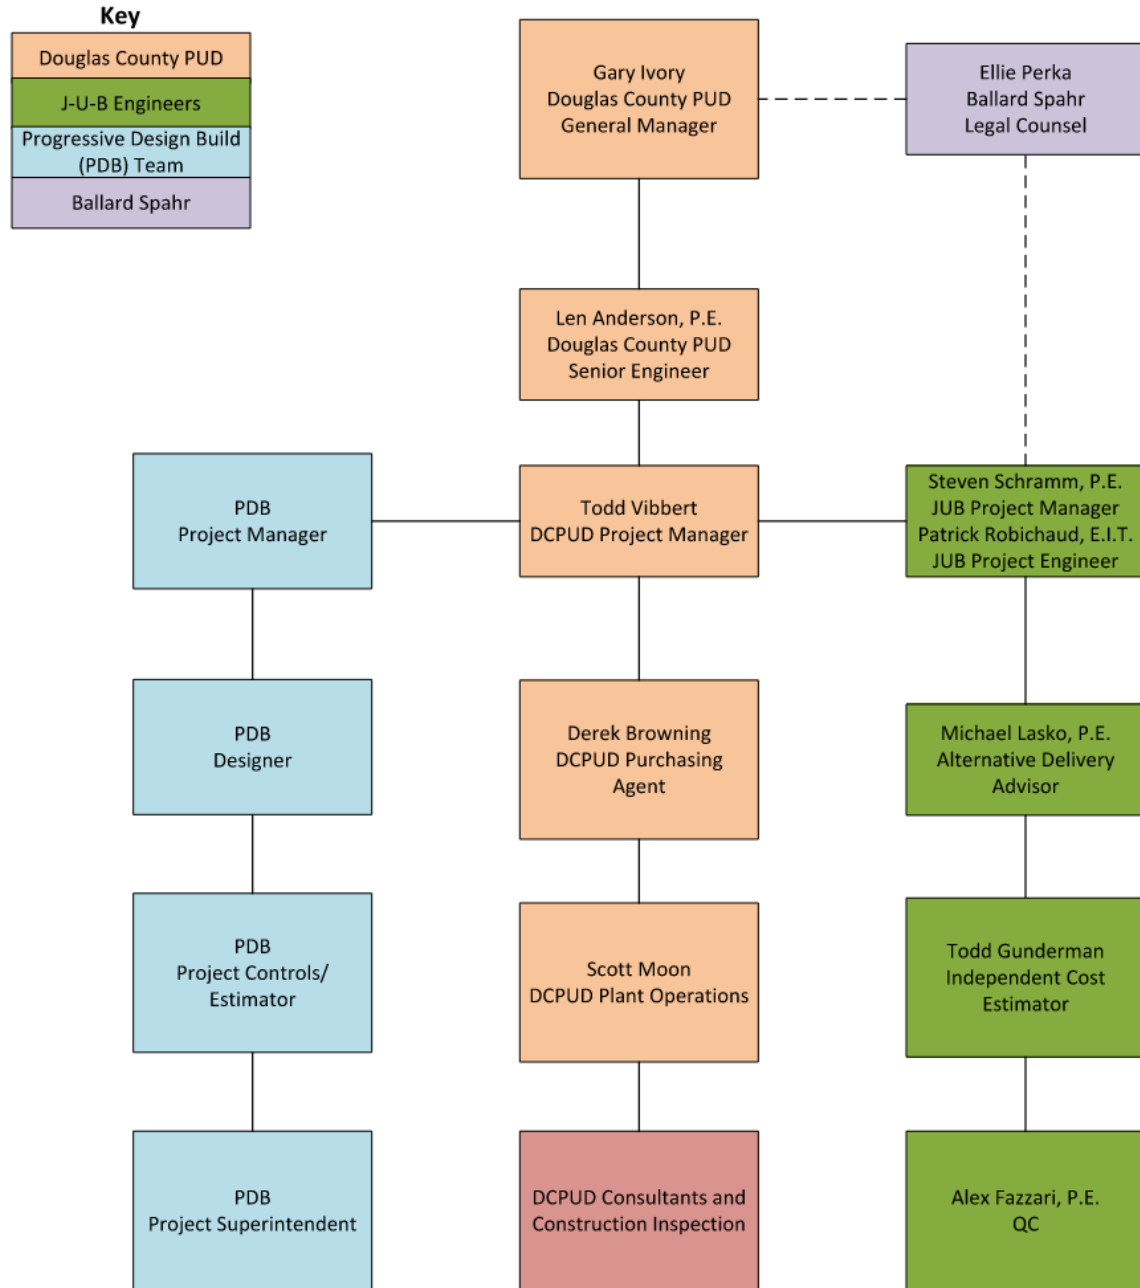 Key
Douglas County PUD
J-U-B Engineers
Progressive Design Build
(PDB) Team
Ballard Spahr
Gary Ivory
Douglas County PUD
General Manager
Ellie Perka
Ballard Spahr
Legal Counsel
Len Anderson, P.E.
Douglas County PUD
Senior Engineer
PDB
Project Manager
Todd Vibbert
DCPUD Project Manager
Steven Schramm, P.E.
JUB Project Manager
Patrick Robichaud, E.I.T.
JUB Project Engineer
PDB
Designer
Derek Browning
DCPUD Purchasing
Agent
Michael Lasko, P.E.
Alternative Delivery
Advisor
PDB
Project Controls/
Estimator
Scott Moon
DCPUD Plant Operations
Todd Gunderman
Independent Cost
Estimator
PDB
Project Superintendent
DCPUD Consultants and
Construction Inspection
Alex Fazzari, P.E.
QC